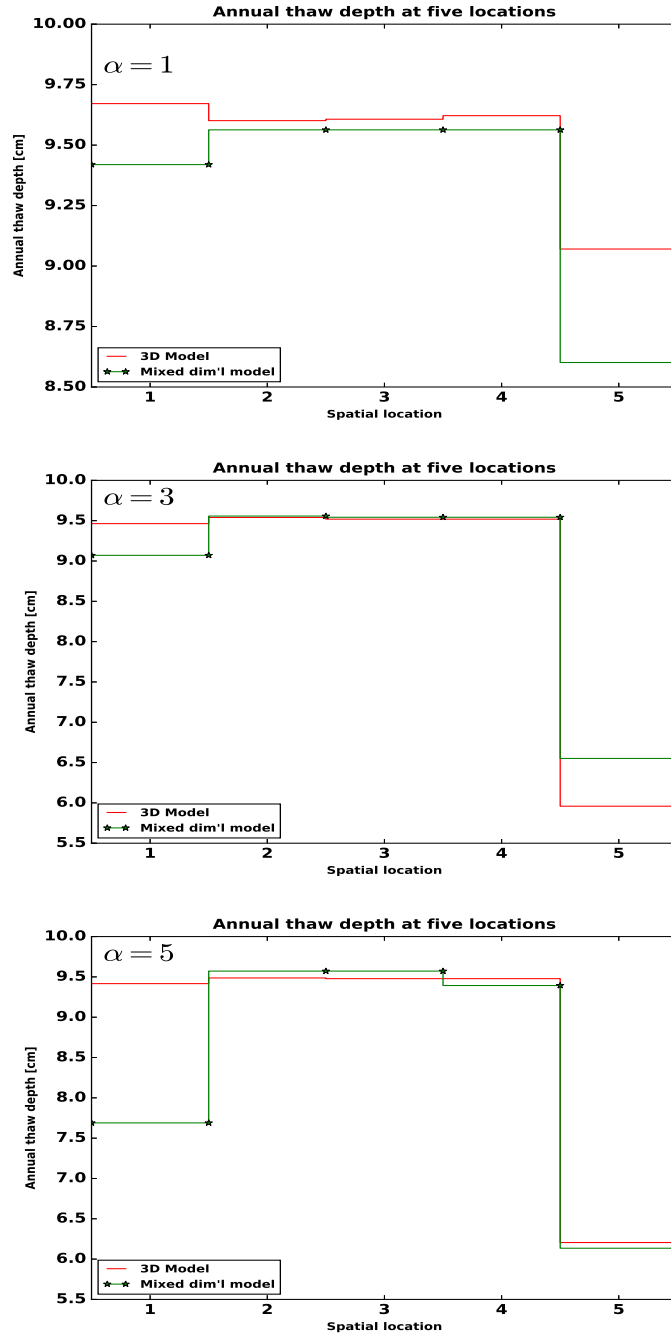 Annual thaw depth at five locations
α = 1
10.00
9.75
9.50
9.25
9.00
8.75
8.50
Annual thaw depth [cm]
3D Model
Mixed dim'l model
1 2 3 4 5
Spatial location
Annual thaw depth at five locations
α = 3
10.0
9.5
9.0
8.5
8.0
7.5
7.0
6.5
6.0
5.5
Annual thaw depth [cm]
3D Model
Mixed dim'l model
1 2 3 4 5
Spatial location
Annual thaw depth at five locations
α = 5
10.0
9.5
9.0
8.5
8.0
7.5
7.0
6.5
6.0
5.5
Annual thaw depth [cm]
3D Model
Mixed dim'l model
1 2 3 4 5
Spatial location